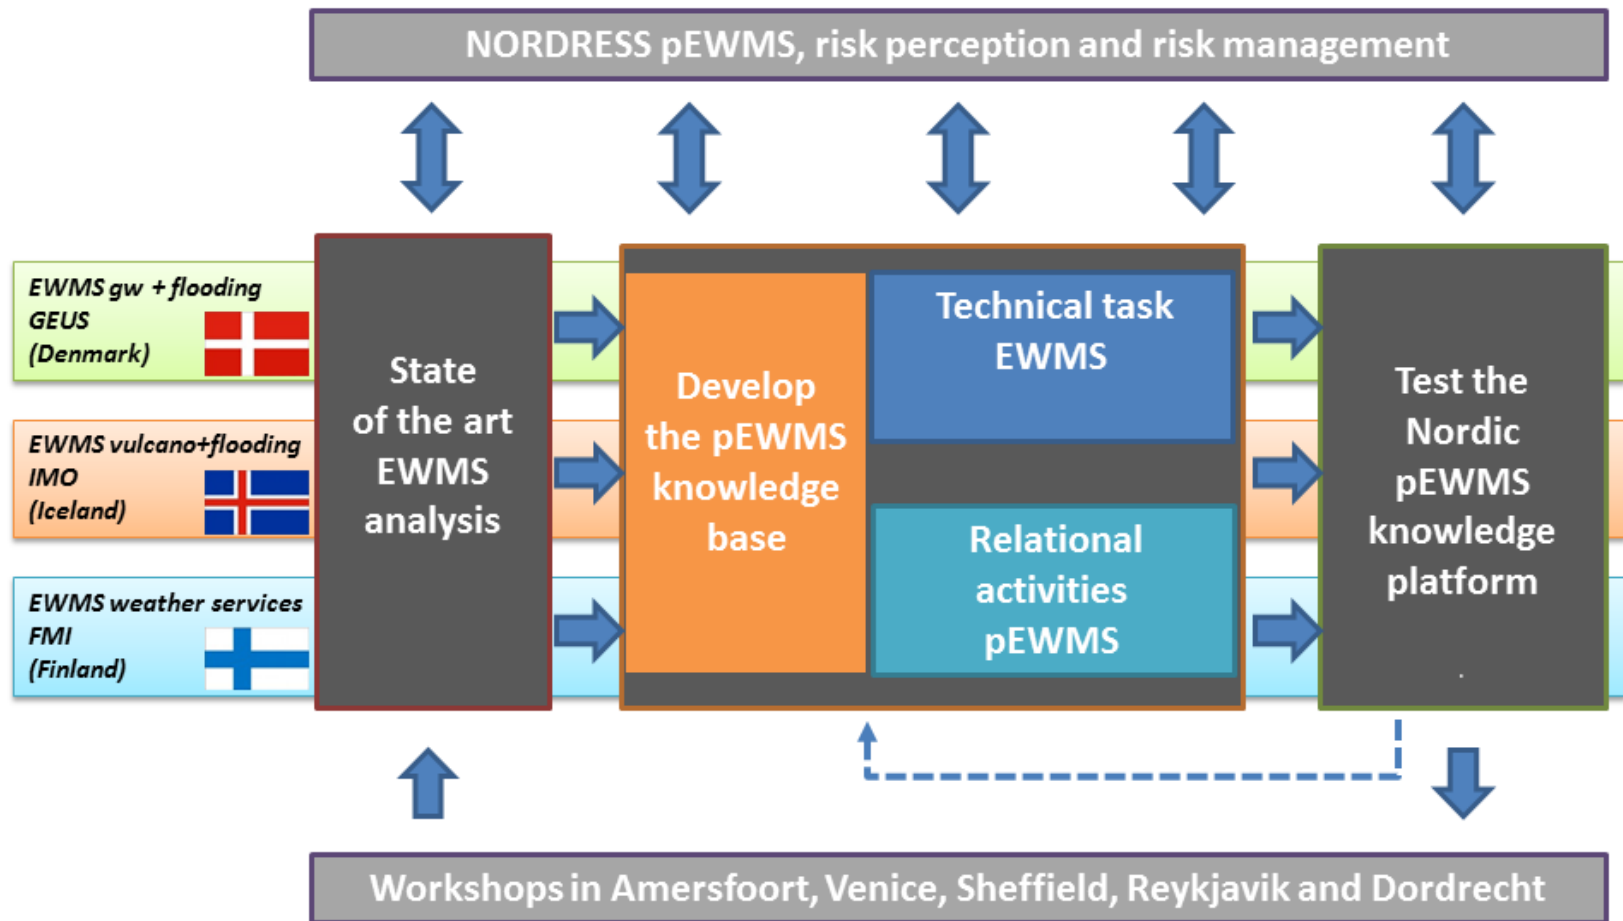 NORDRESS pEWMS, risk perception and risk management
EWMS gw + flooding
GEUS
(Denmark)
EWMS vulcano+flooding
IMO
(Iceland)
EWMS weather services
FMI
(Finland)
State
of the art
EWMS
analysis
Develop
the pEWMS
knowledge
base
Technical task
EWMS
Relational
activities
pEWMS
Test the
Nordic
pEWMS
knowledge
platform
.
Workshops in Amersfoort, Venice, Sheffield, Reykjavik and Dordrecht